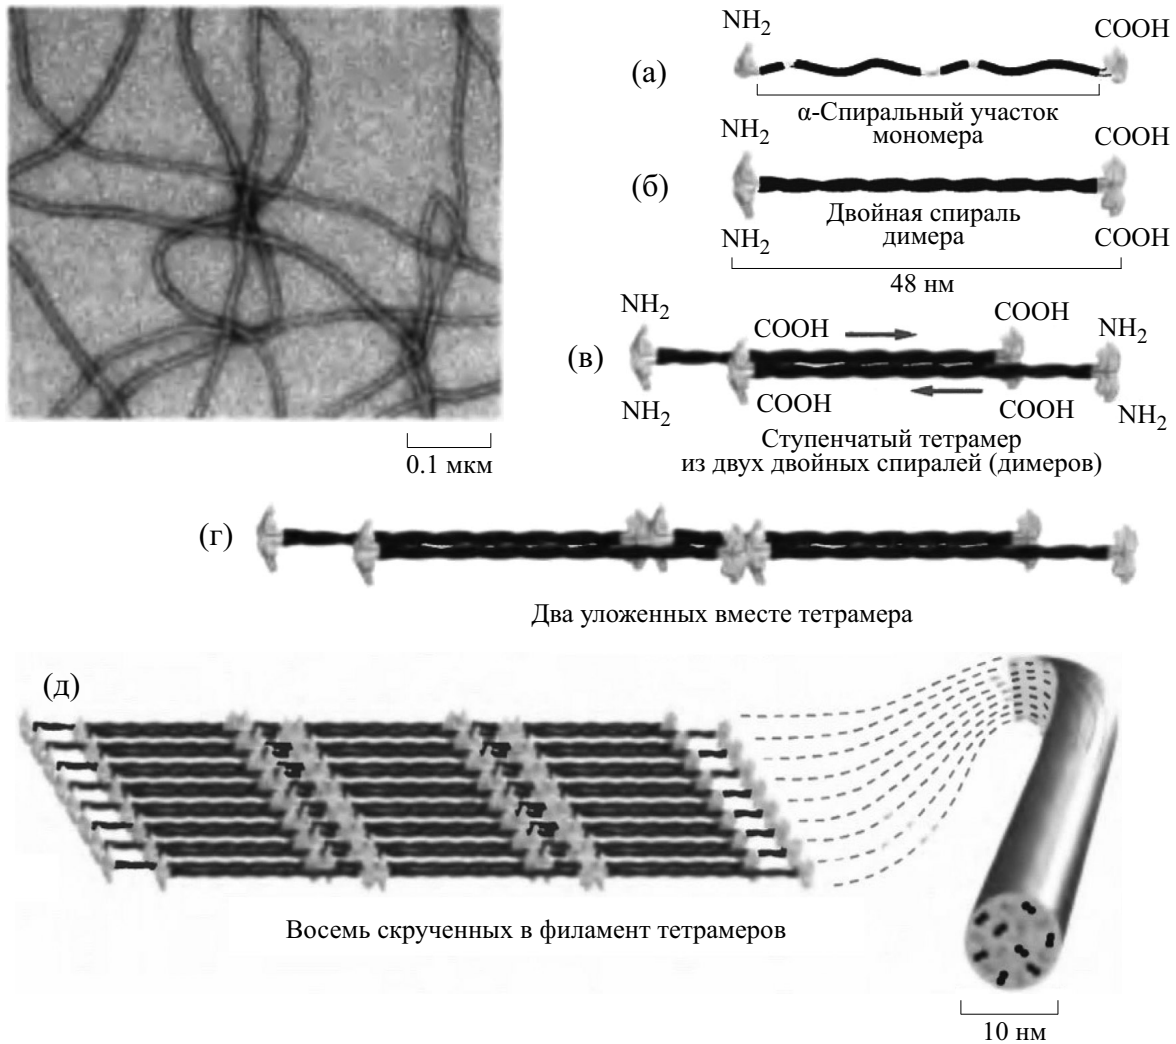 0.1 мкм
(а)
NH2
COOH
α-Спиральный участок
мономера
(б)
NH2
COOH
Двойная спираль
димера
NH2
COOH
48 нм
(в)
NH2
COOH
COOH
NH2
NH2
COOH
COOH
NH2
Ступенчатый тетрамер
из двух двойных спиралей (димеров)
(г)
Два уложенных вместе тетрамера
(д)
Восемь скрученных в филамент тетрамеров
10 нм